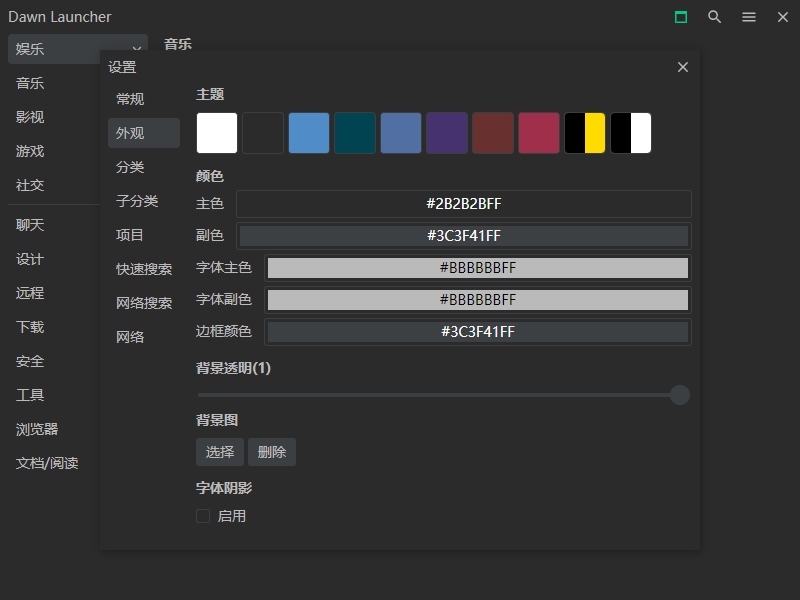 Dawn Launcher
娱乐
音乐
影视
游戏
社交
聊天
设计
远程
下载
安全
工具
浏览器
文档/阅读
音乐
设置
常规
外观
分类
子分类
项目
快速搜索
网络搜索
网络
主题
颜色
主色 #2B2B2BFF
副色 #3C3F41FF
字体主色 #BBBBBBFF
字体副色 #BBBBBBFF
边框颜色 #3C3F41FF
背景透明(1)
背景图
选择 删除
字体阴影
启用